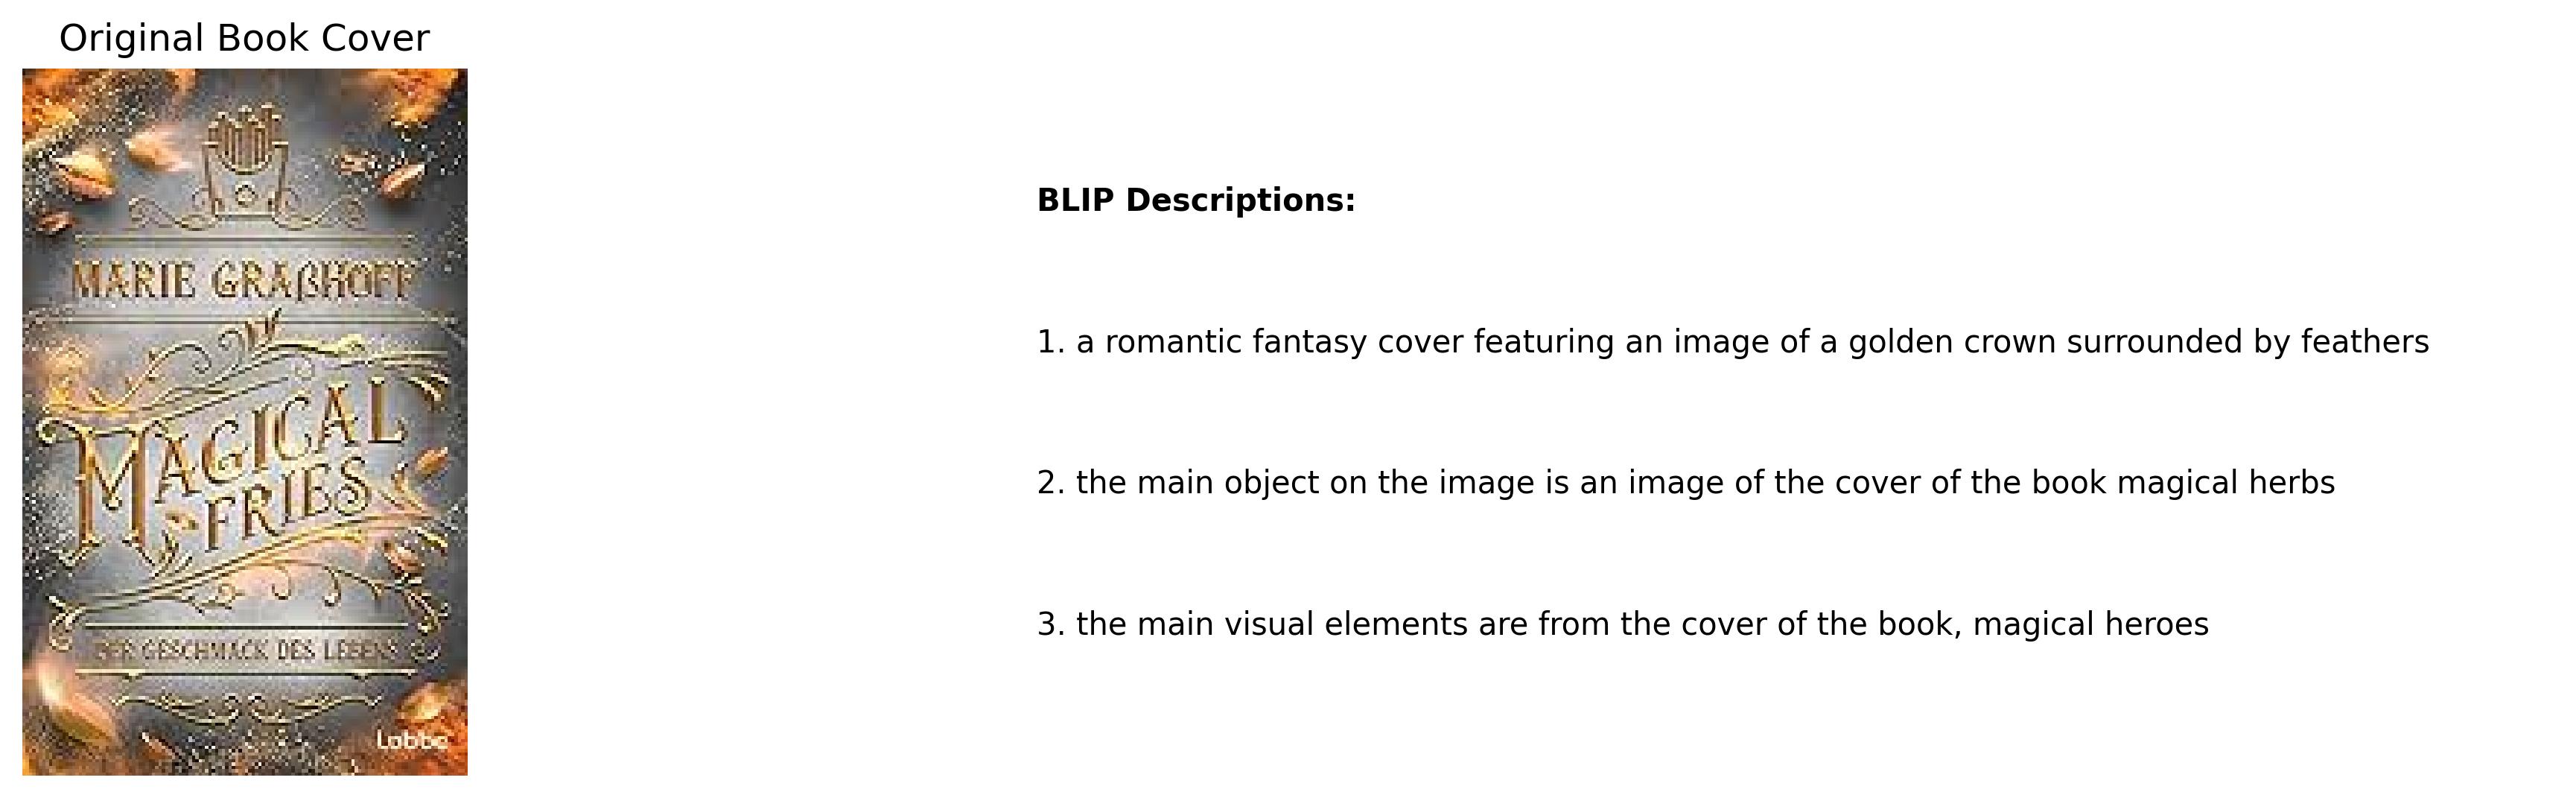 Original Book Cover
MARIE GRAßHOFF
MAGICAL
FRIES
DER GESCHMACK DES LEBENS
Lübbe
BLIP Descriptions:
1. a romantic fantasy cover featuring an image of a golden crown surrounded by feathers
2. the main object on the image is an image of the cover of the book magical herbs
3. the main visual elements are from the cover of the book, magical heroes